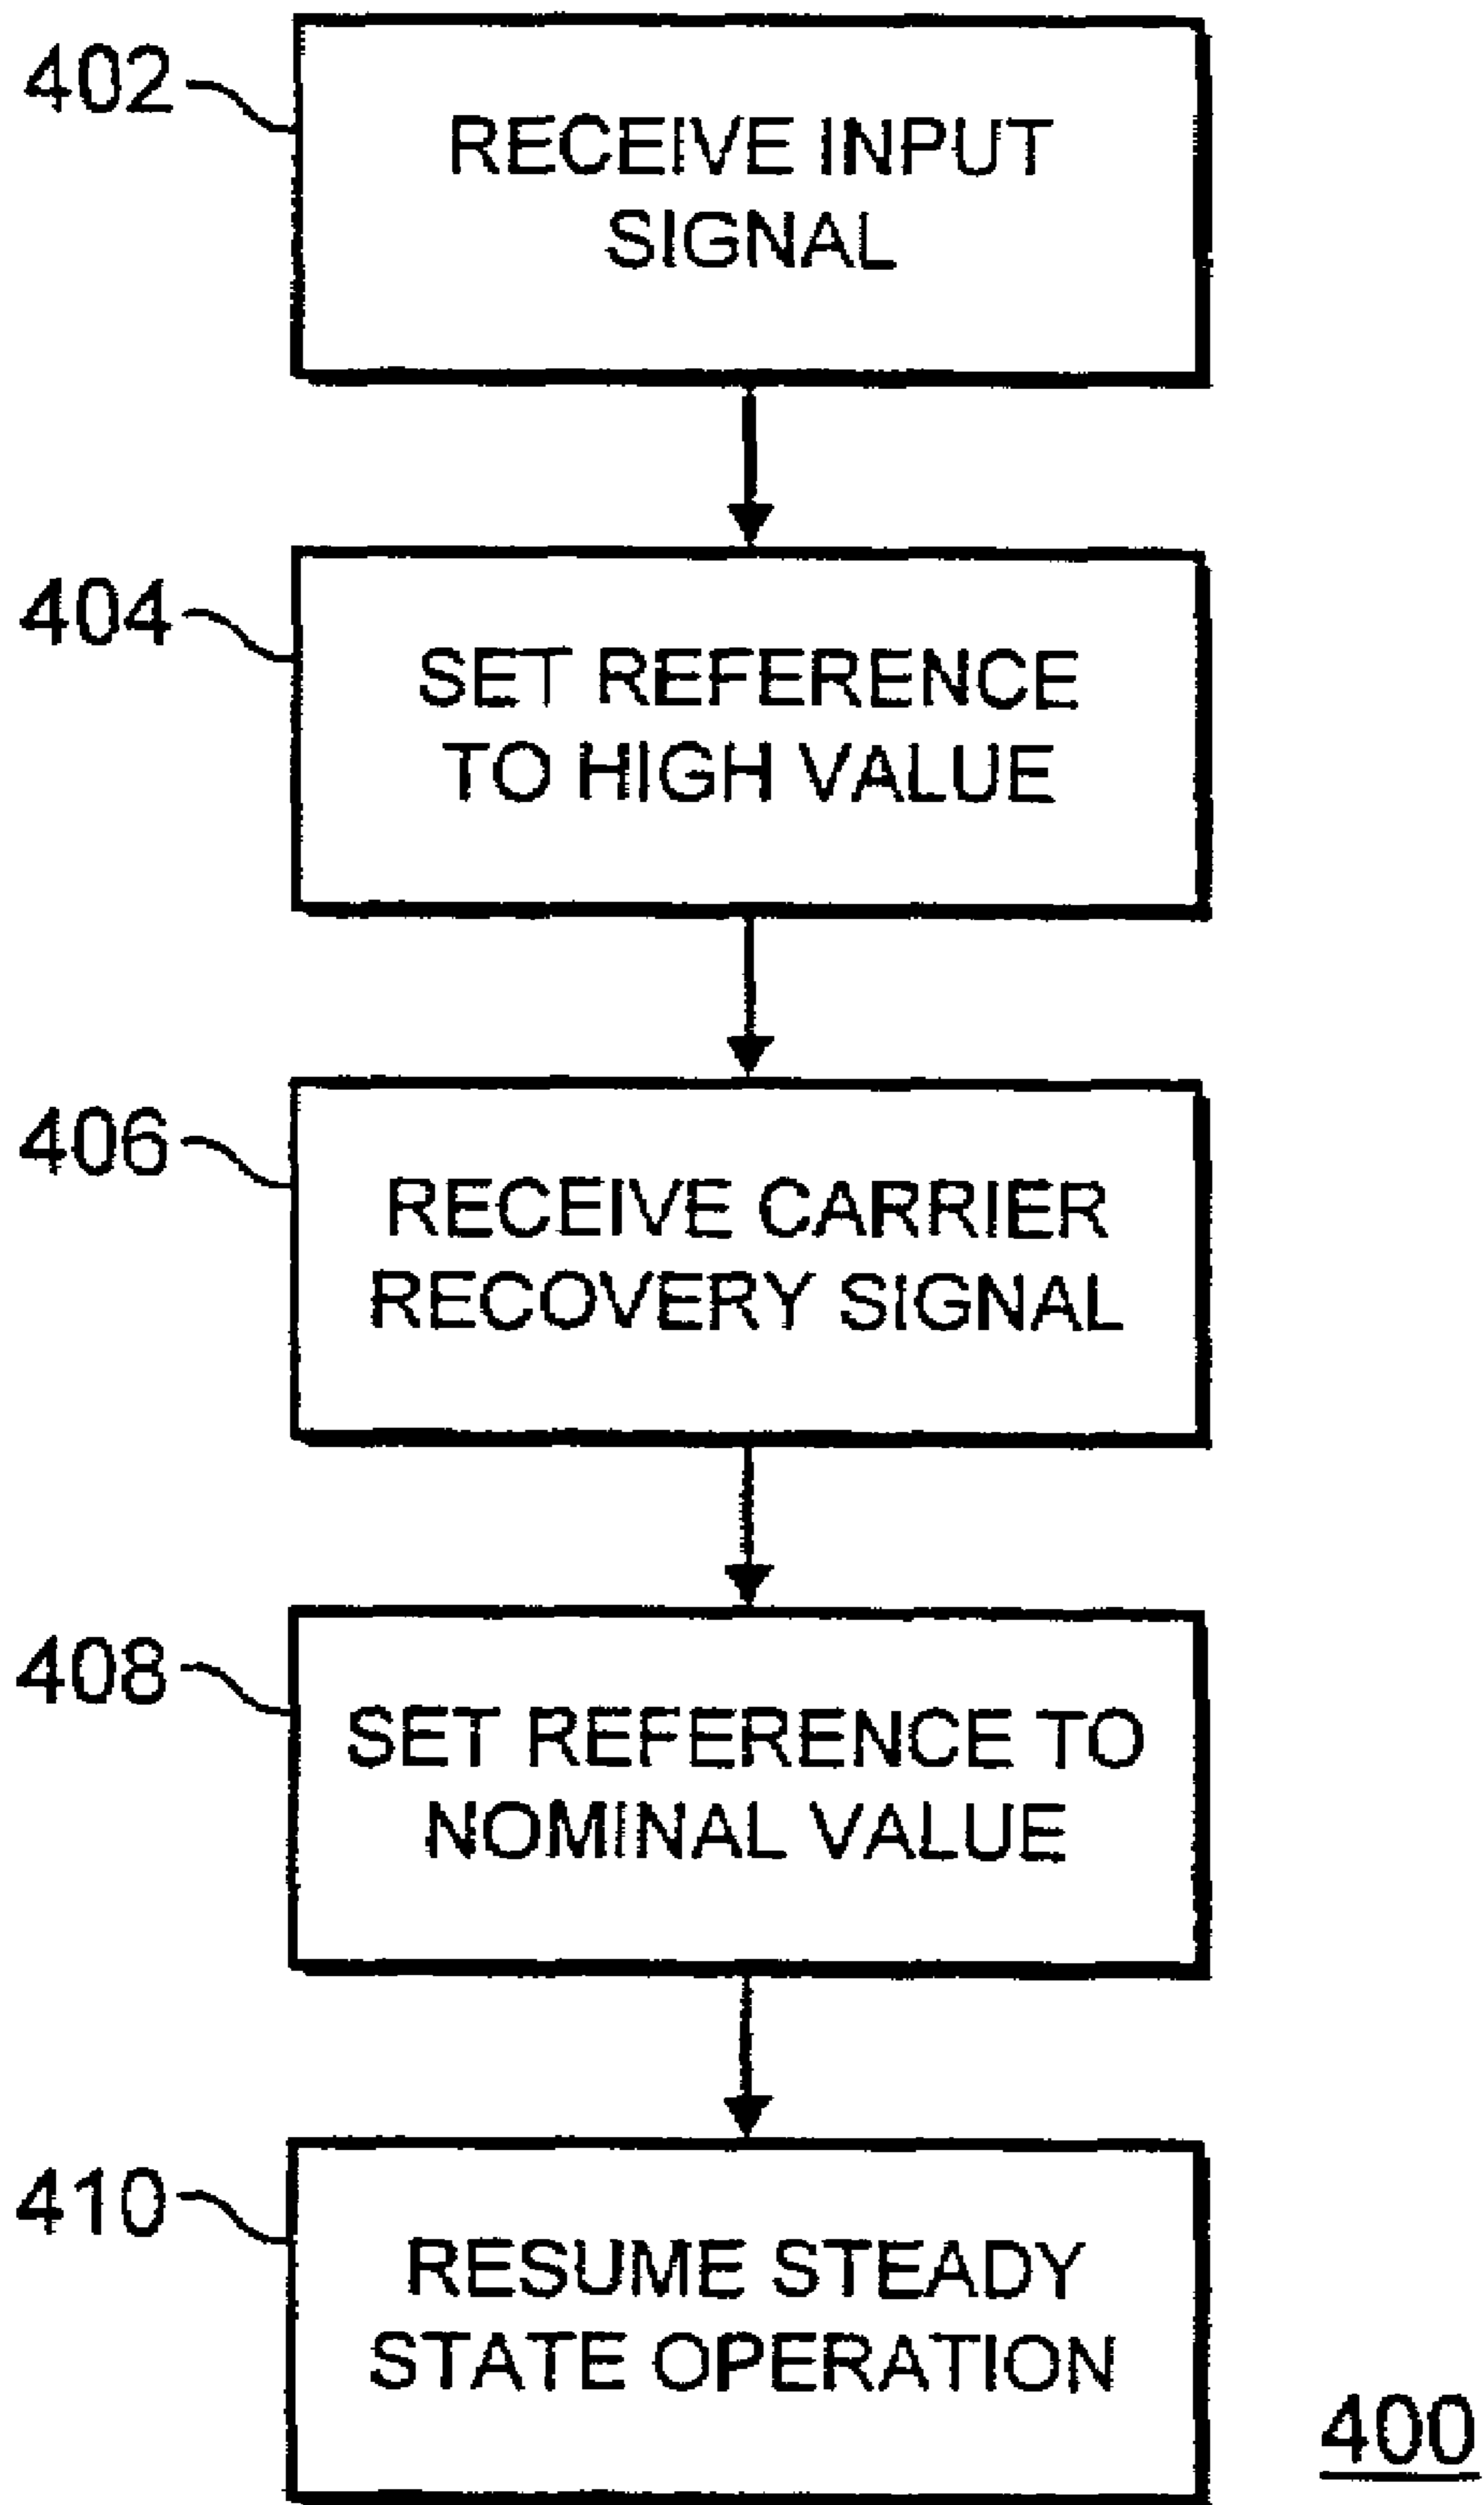 402
RECEIVE INPUT
SIGNAL
404
SET REFERENCE
TO HIGH VALUE
406
RECEIVE CARRIER
RECOVERY SIGNAL
408
SET REFERENCE TO
NOMINAL VALUE
410
RESUME STEADY
STATE OPERATION
400